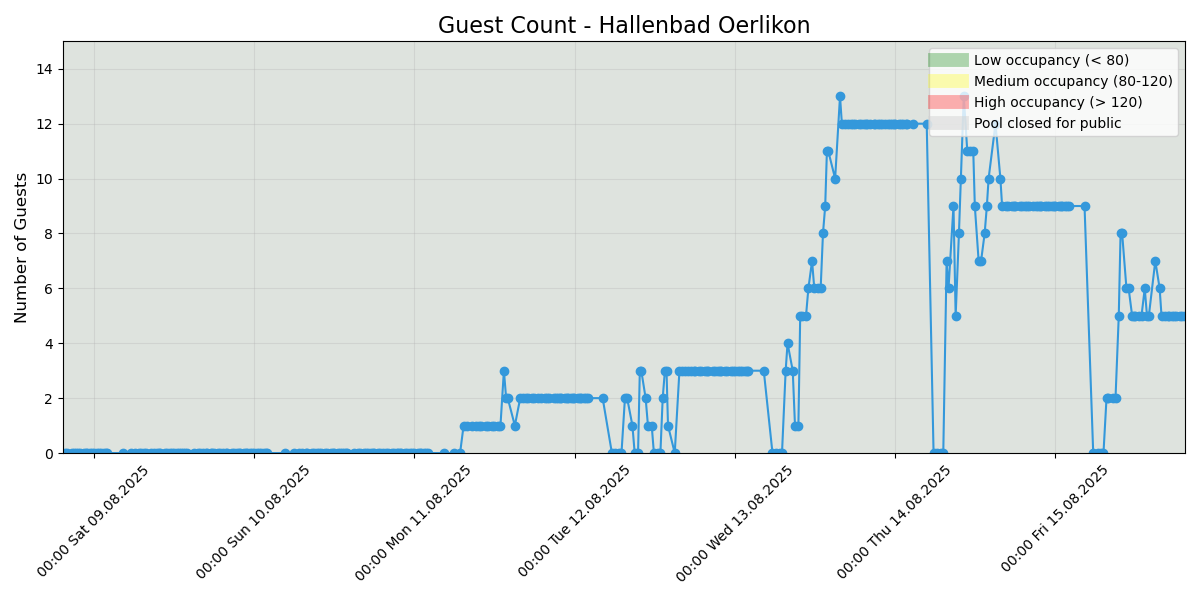 Guest Count - Hallenbad Oerlikon
Number of Guests
14
12
10
8
6
4
2
0
Low occupancy (< 80)
Medium occupancy (80-120)
High occupancy (> 120)
Pool closed for public
00:00 Sat 09.08.2025
00:00 Sun 10.08.2025
00:00 Mon 11.08.2025
00:00 Tue 12.08.2025
00:00 Wed 13.08.2025
00:00 Thu 14.08.2025
00:00 Fri 15.08.2025